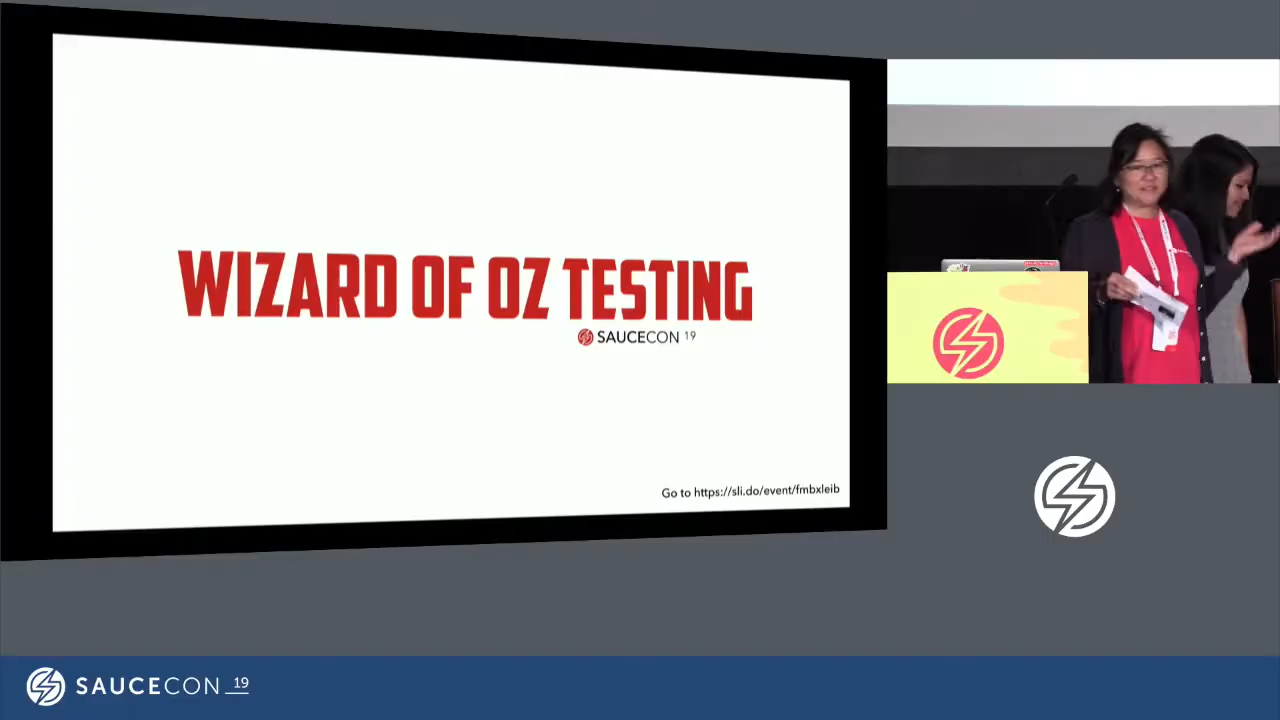 WIZARD OF OZ TESTING
SAUCECON 19
Go to https://sli.do/event/fmbxleib
SAUCECON 19